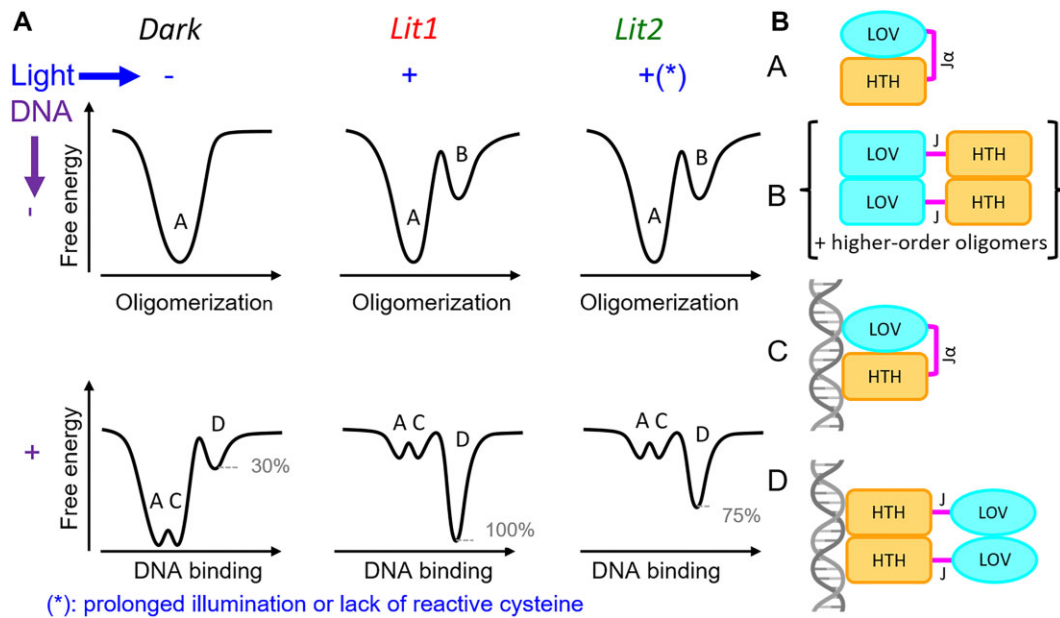 A
Dark
Lit1
Lit2
Light
-
+
+(*)
DNA
-
Free energy
A
Oligomerization
Free energy
A
B
Oligomerization
A
B
Oligomerization
+
Free energy
A C
D
30%
DNA binding
A C
D
100%
DNA binding
A C
D
75%
DNA binding
(*): prolonged illumination or lack of reactive cysteine
B
A
LOV
HTH
Jα
B
LOV
J
HTH
LOV
J
HTH
+ higher-order oligomers
C
LOV
HTH
Jα
D
HTH
J
LOV
HTH
J
LOV